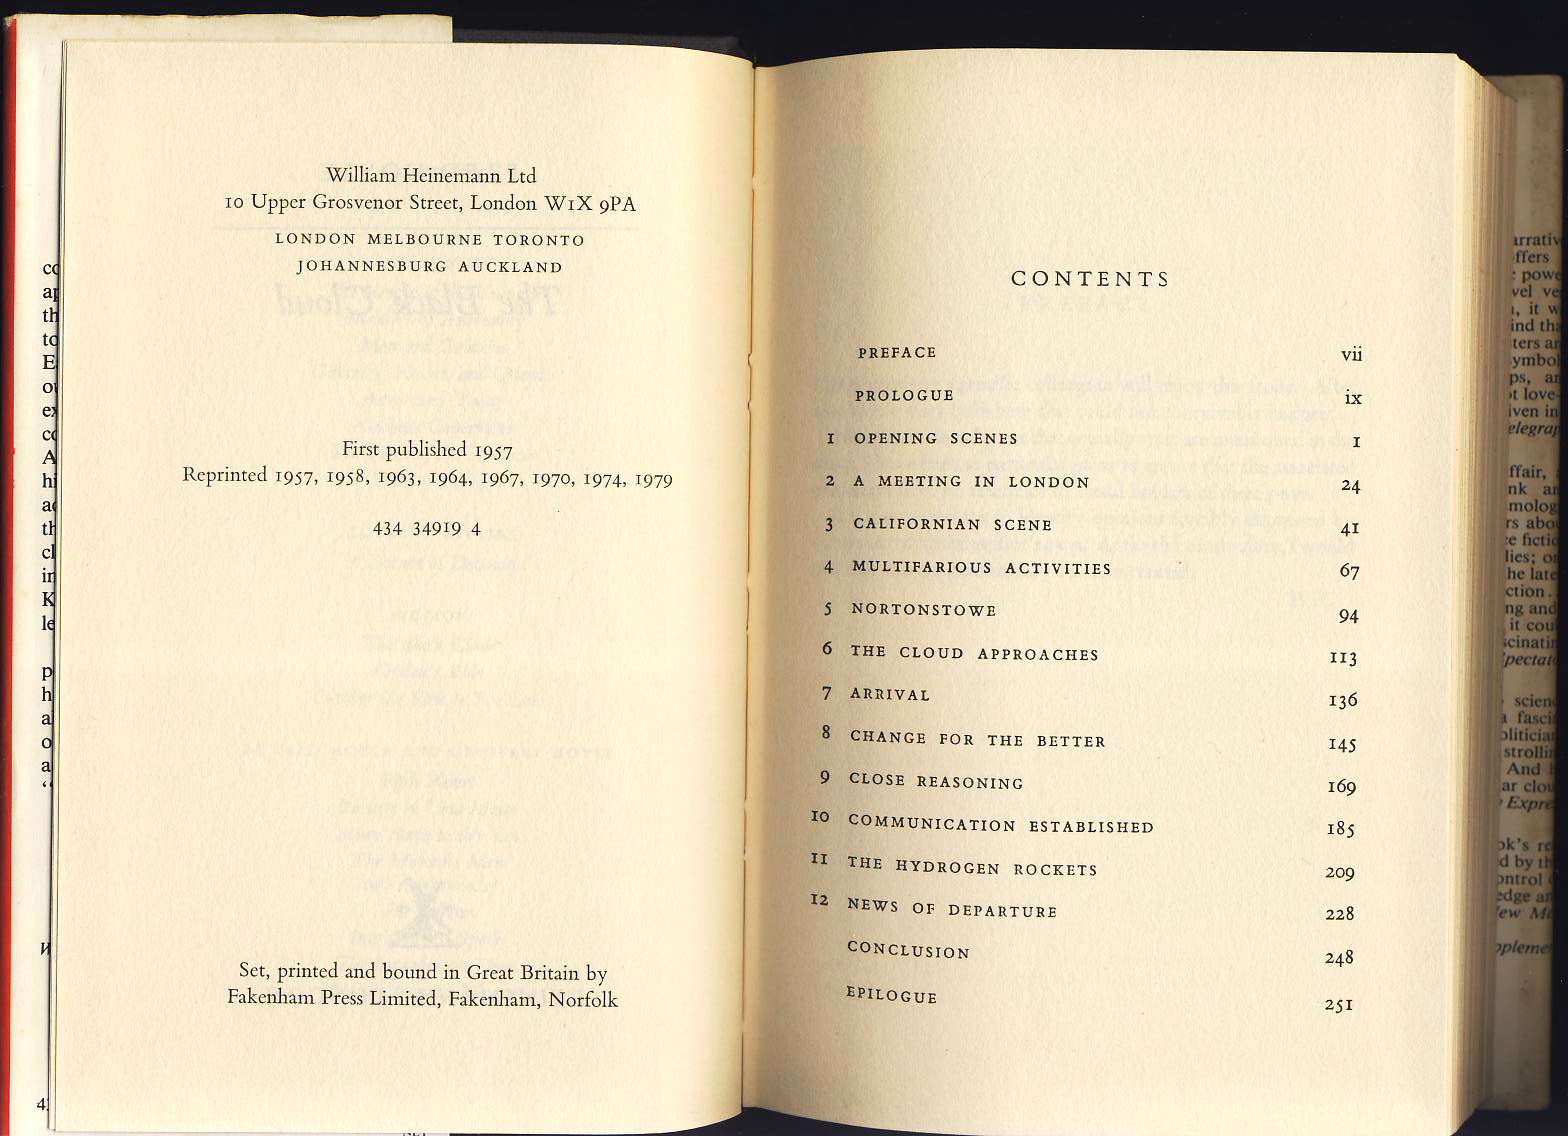 William Heinemann Ltd
10 Upper Grosvenor Street, London W1X 9PA
LONDON MELBOURNE TORONTO
JOHANNESBURG AUCKLAND
The Black Cloud
First published 1957
Reprinted 1957, 1958, 1963, 1964, 1967, 1970, 1974, 1979
434 34919 4
Set, printed and bound in Great Britain by
Fakenham Press Limited, Fakenham, Norfolk
CONTENTS
PREFACE vii
PROLOGUE ix
1 OPENING SCENES 1
2 A MEETING IN LONDON 24
3 CALIFORNIAN SCENE 41
4 MULTIFARIOUS ACTIVITIES 67
5 NORTONSTOWE 94
6 THE CLOUD APPROACHES 113
7 ARRIVAL 136
8 CHANGE FOR THE BETTER 145
9 CLOSE REASONING 169
10 COMMUNICATION ESTABLISHED 185
11 THE HYDROGEN ROCKETS 209
12 NEWS OF DEPARTURE 228
CONCLUSION 248
EPILOGUE 251